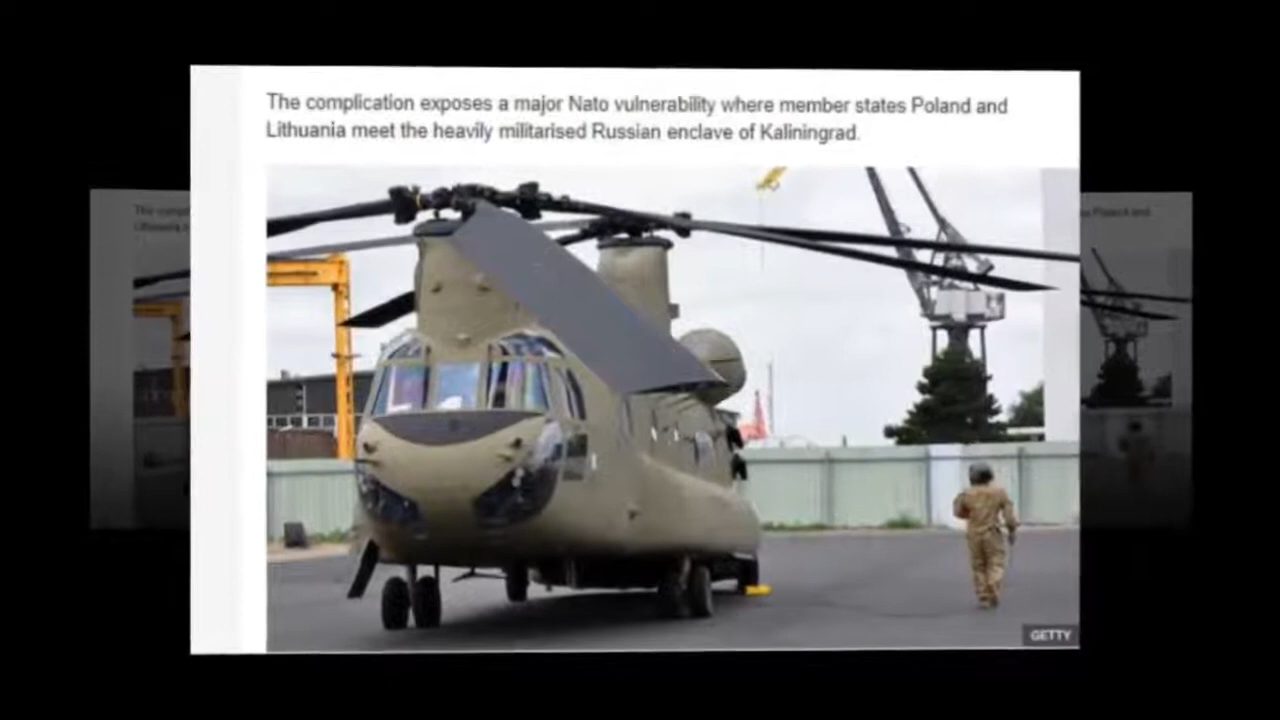 The complication exposes a major Nato vulnerability where member states Poland and
Lithuania meet the heavily militarised Russian enclave of Kaliningrad.
GETTY